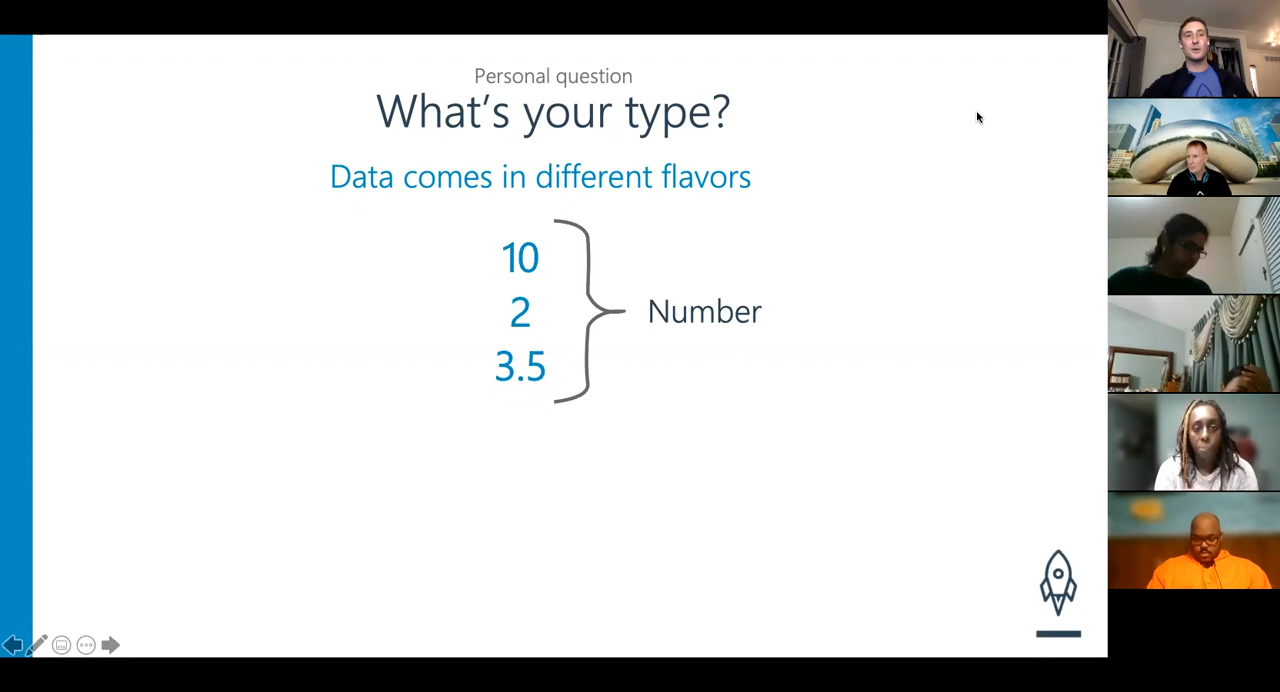 Personal question
What's your type?
Data comes in different flavors
10
2
3.5
Number